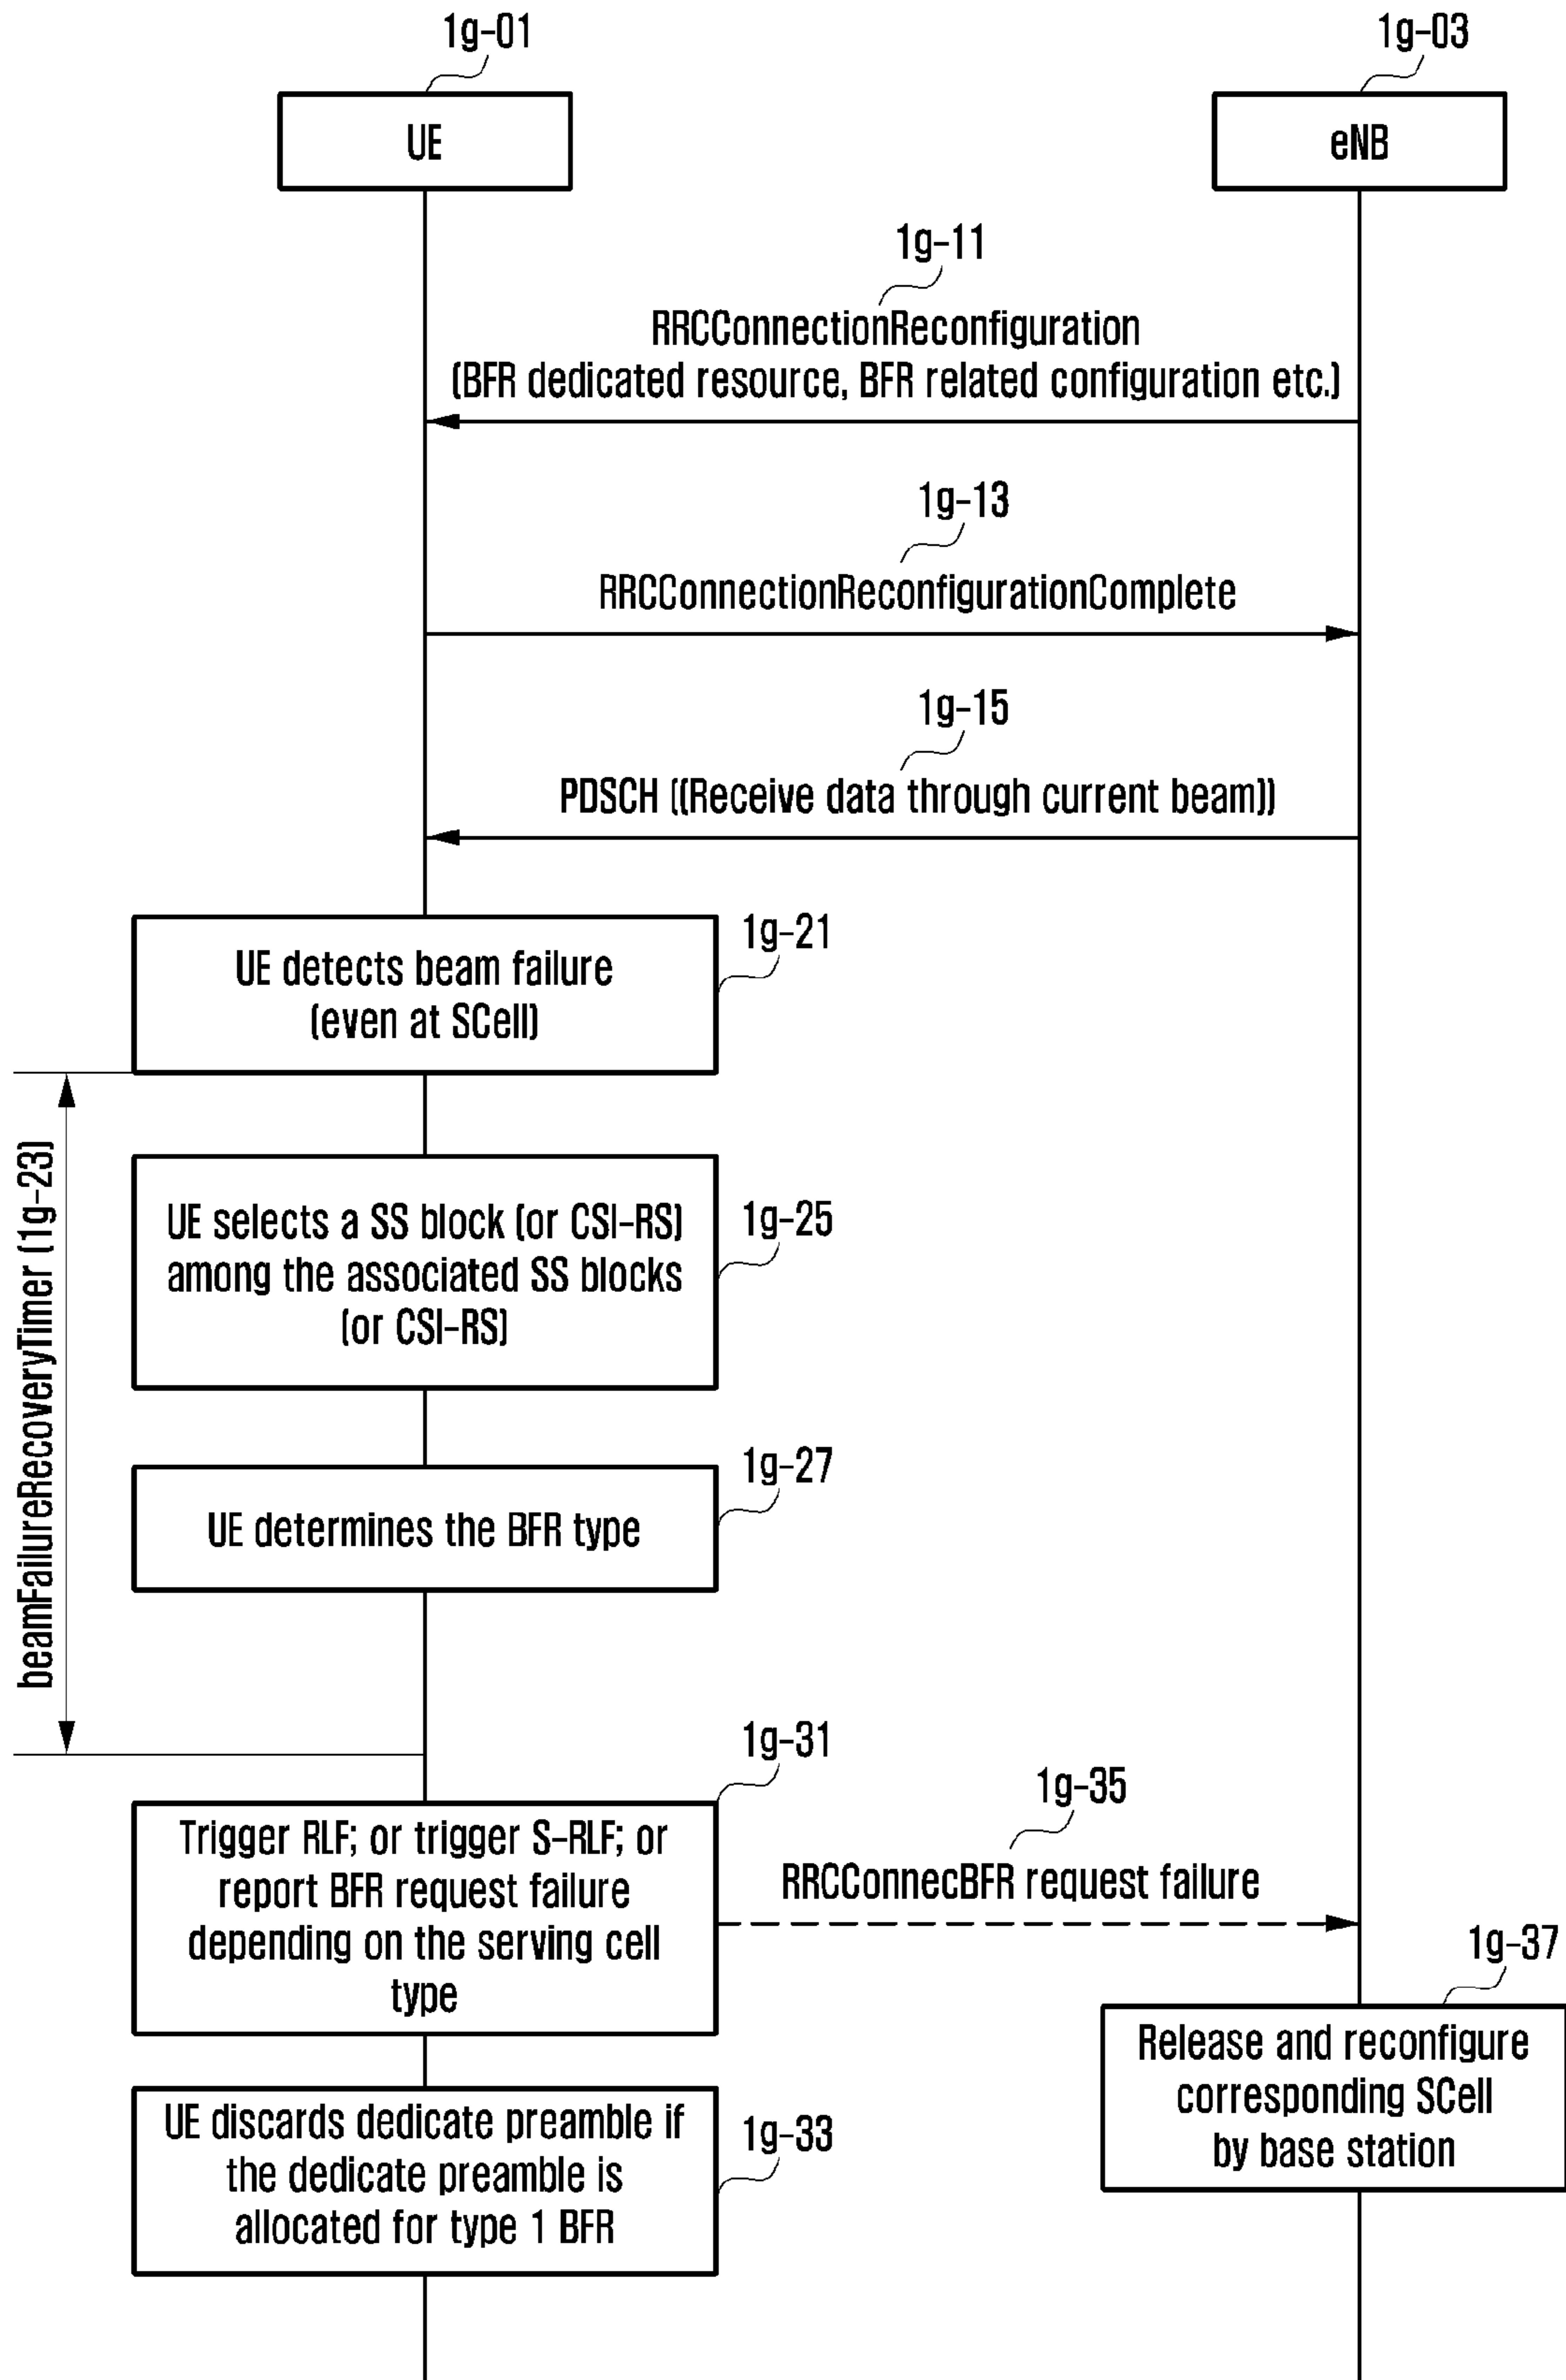 1g-01
1g-03
UE
eNB
1g-11
RRCConnectionReconfiguration
(BFR dedicated resource, BFR related configuration etc.)
1g-13
RRCConnectionReconfigurationComplete
1g-15
PDSCH ((Receive data through current beam))
1g-21
UE detects beam failure
(even at SCell)
beamFailureRecoveryTimer (1g-23)
1g-25
UE selects a SS block (or CSI-RS)
among the associated SS blocks
(or CSI-RS)
1g-27
UE determines the BFR type
1g-31
Trigger RLF; or trigger S-RLF; or
report BFR request failure
depending on the serving cell
type
1g-35
RRCConnecBFR request failure
1g-37
Release and reconfigure
corresponding SCell
by base station
1g-33
UE discards dedicate preamble if
the dedicate preamble is
allocated for type 1 BFR